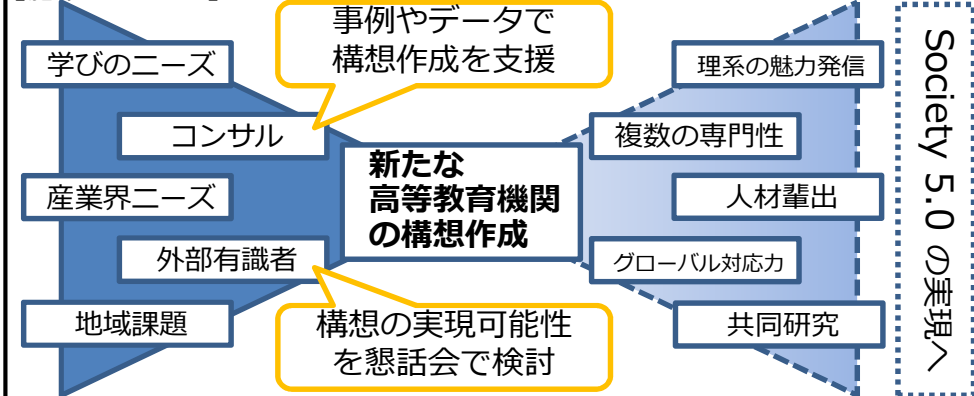 事例やデータで
構想作成を支援
学びのニーズ
コンサル
産業界ニーズ
外部有識者
地域課題
新たな
高等教育機関
の構想作成
構想の実現可能性
を懇話会で検討
理系の魅力発信
複数の専門性
人材輩出
グローバル対応力
共同研究
Society 5.0 の実現へ